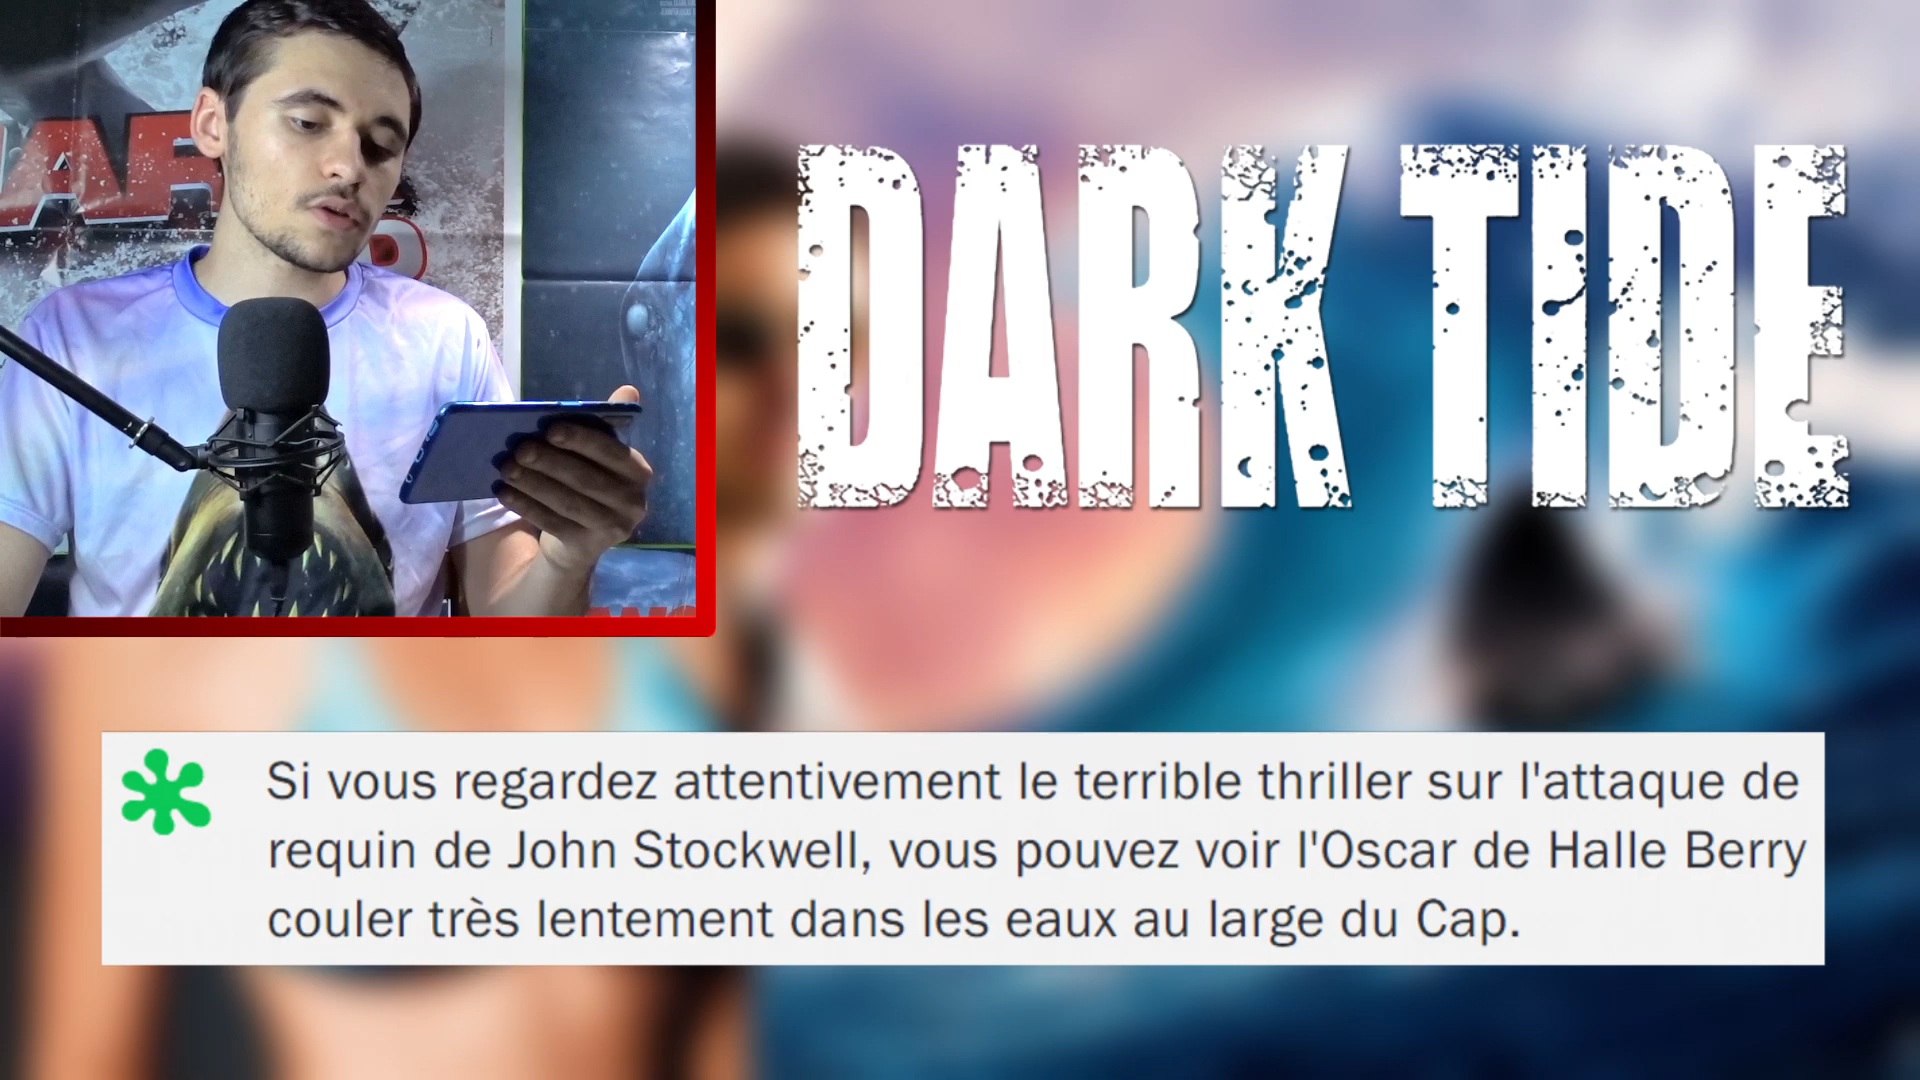 DARK TIDE
Si vous regardez attentivement le terrible thriller sur l'attaque de
requin de John Stockwell, vous pouvez voir l'Oscar de Halle Berry
couler très lentement dans les eaux au large du Cap.